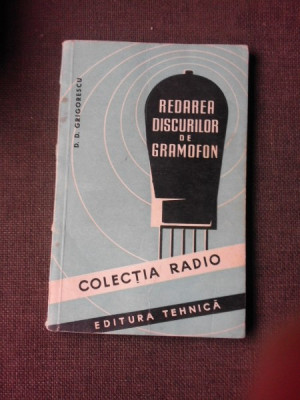 D. D. GRIGORESCU
REDAREA
DISCURILOR
DE
GRAMOFON
COLECȚIA RADIO
EDITURA TEHNICĂ